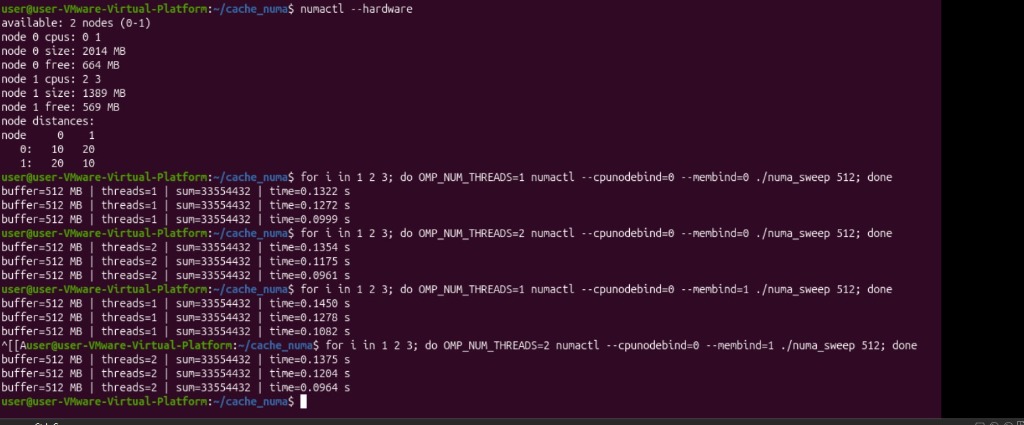 user@user-VMware-Virtual-Platform:~/cache_numa$ numactl --hardware
available: 2 nodes (0-1)
node 0 cpus: 0 1
node 0 size: 2014 MB
node 0 free: 664 MB
node 1 cpus: 2 3
node 1 size: 1389 MB
node 1 free: 569 MB
node distances:
node     0    1
   0:   10   20
   1:   20   10
user@user-VMware-Virtual-Platform:~/cache_numa$ for i in 1 2 3; do OMP_NUM_THREADS=1 numactl --cpunodebind=0 --membind=0 ./numa_sweep 512; done
buffer=512 MB | threads=1 | sum=33554432 | time=0.1322 s
buffer=512 MB | threads=1 | sum=33554432 | time=0.1272 s
buffer=512 MB | threads=1 | sum=33554432 | time=0.0999 s
user@user-VMware-Virtual-Platform:~/cache_numa$ for i in 1 2 3; do OMP_NUM_THREADS=2 numactl --cpunodebind=0 --membind=0 ./numa_sweep 512; done
buffer=512 MB | threads=2 | sum=33554432 | time=0.1354 s
buffer=512 MB | threads=2 | sum=33554432 | time=0.1175 s
buffer=512 MB | threads=2 | sum=33554432 | time=0.0961 s
user@user-VMware-Virtual-Platform:~/cache_numa$ for i in 1 2 3; do OMP_NUM_THREADS=1 numactl --cpunodebind=0 --membind=1 ./numa_sweep 512; done
buffer=512 MB | threads=1 | sum=33554432 | time=0.1450 s
buffer=512 MB | threads=1 | sum=33554432 | time=0.1278 s
buffer=512 MB | threads=1 | sum=33554432 | time=0.1082 s
^[[Auser@user-VMware-Virtual-Platform:~/cache_numa$ for i in 1 2 3; do OMP_NUM_THREADS=2 numactl --cpunodebind=0 --membind=1 ./numa_sweep 512; done
buffer=512 MB | threads=2 | sum=33554432 | time=0.1375 s
buffer=512 MB | threads=2 | sum=33554432 | time=0.1204 s
buffer=512 MB | threads=2 | sum=33554432 | time=0.0964 s
user@user-VMware-Virtual-Platform:~/cache_numa$